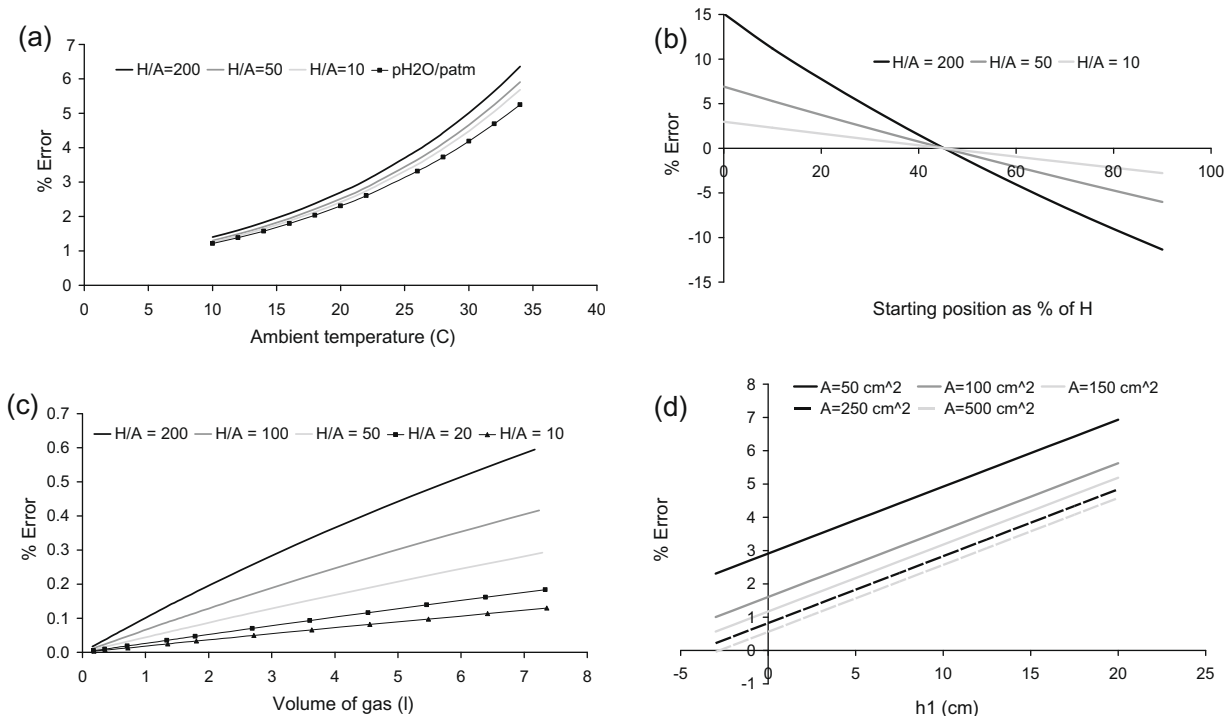 (a)
7
6
5
4
3
2
1
0
% Error
H/A=200 H/A=50 H/A=10 pH2O/patm
0 5 10 15 20 25 30 35 40
Ambient temperature (C)
(b)
15
10
5
0
-5
-10
-15
% Error
H/A = 200 H/A = 50 H/A = 10
0 20 40 60 80 100
Starting position as % of H
(c)
0.7
0.6
0.5
0.4
0.3
0.2
0.1
0.0
% Error
H/A = 200 H/A = 100 H/A = 50 H/A = 20 H/A = 10
0 1 2 3 4 5 6 7 8
Volume of gas (l)
(d)
A=50 cm^2 A=100 cm^2 A=150 cm^2
A=250 cm^2 A=500 cm^2
8
7
6
5
4
3
2
1
0
-1
% Error
-5 0 5 10 15 20 25
h1 (cm)